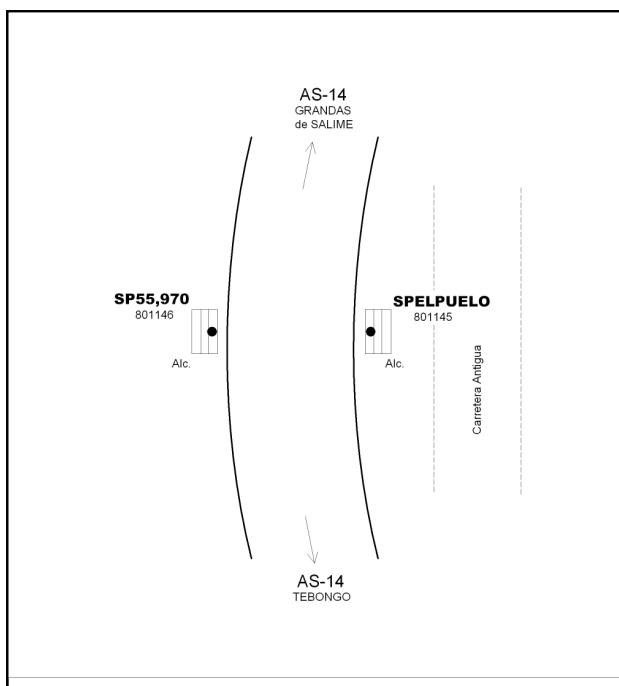 AS-14
GRANDAS
de SALIME
SP55,970
801146
Alc.
SPELPUELO
801145
Alc.
Carretera Antigua
AS-14
TEBONGO